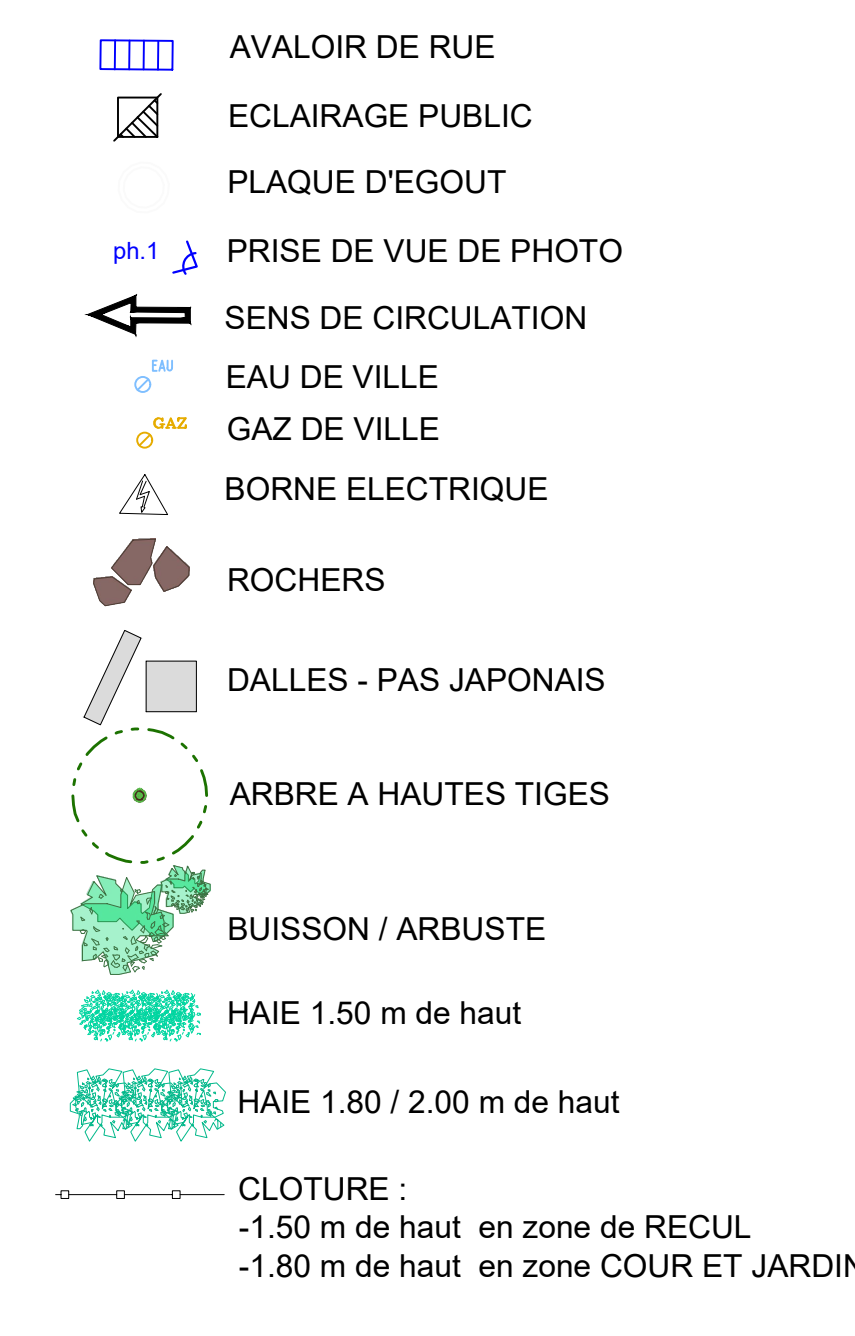 AVALOIR DE RUE
ECLAIRAGE PUBLIC
PLAQUE D'EGOUT
ph.1 PRISE DE VUE DE PHOTO
SENS DE CIRCULATION
EAU EAU DE VILLE
GAZ GAZ DE VILLE
BORNE ELECTRIQUE
ROCHERS
DALLES - PAS JAPONAIS
ARBRE A HAUTES TIGES
BUISSON / ARBUSTE
HAIE 1.50 m de haut
HAIE 1.80 / 2.00 m de haut
CLOTURE :
-1.50 m de haut en zone de RECUL
-1.80 m de haut en zone COUR ET JARDIN